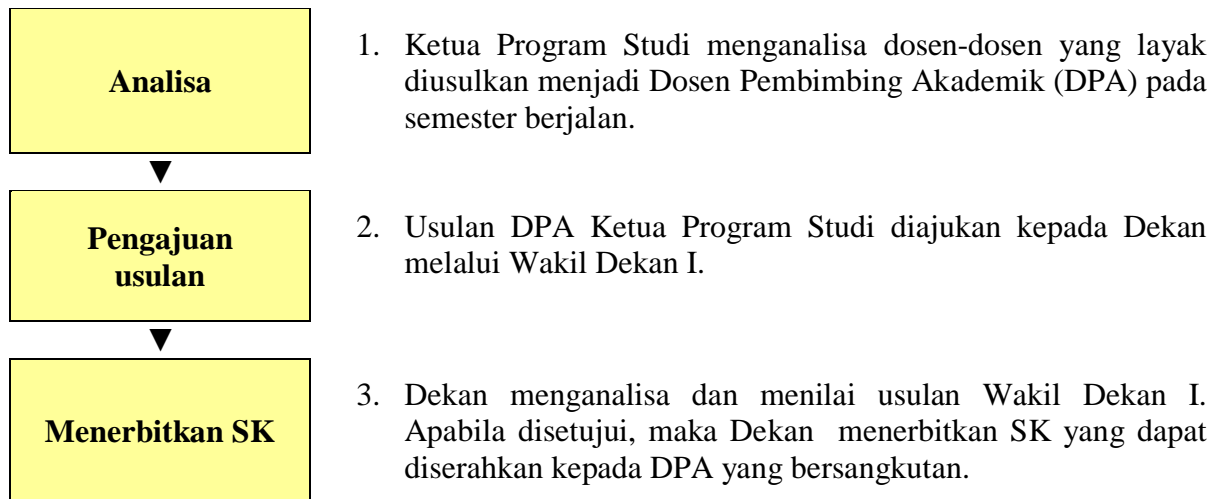 Analisa
1. Ketua Program Studi menganalisa dosen-dosen yang layak
diusulkan menjadi Dosen Pembimbing Akademik (DPA) pada
semester berjalan.
Pengajuan
usulan
2. Usulan DPA Ketua Program Studi diajukan kepada Dekan
melalui Wakil Dekan I.
Menerbitkan SK
3. Dekan menganalisa dan menilai usulan Wakil Dekan I.
Apabila disetujui, maka Dekan menerbitkan SK yang dapat
diserahkan kepada DPA yang bersangkutan.